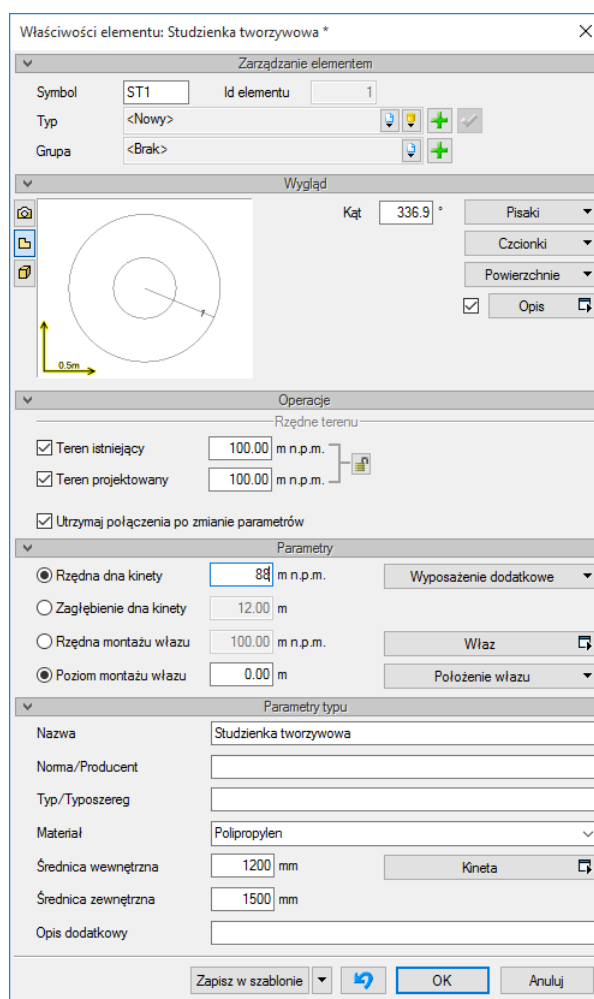 Właściwości elementu: Studzienka tworzywowa *
Zarządzanie elementem
Symbol ST1 Id elementu 1
Typ <Nowy>
Grupa <Brak>
Wygląd
Kąt 336.9 ° Pisaki
Czcionki
Powierzchnie
Opis
1
0.5m
Operacje
Rzędne terenu
Teren istniejący 100.00 m n.p.m.
Teren projektowany 100.00 m n.p.m.
Utrzymaj połączenia po zmianie parametrów
Parametry
Rzędna dna kinety 88 m n.p.m. Wyposażenie dodatkowe
Zagłębienie dna kinety 12.00 m
Rzędna montażu włazu 100.00 m n.p.m. Właz
Poziom montażu włazu 0.00 m Położenie włazu
Parametry typu
Nazwa Studzienka tworzywowa
Norma/Producent
Typ/Typoszereg
Materiał Polipropylen
Średnica wewnętrzna 1200 mm Kineta
Średnica zewnętrzna 1500 mm
Opis dodatkowy
Zapisz w szablonie OK Anuluj